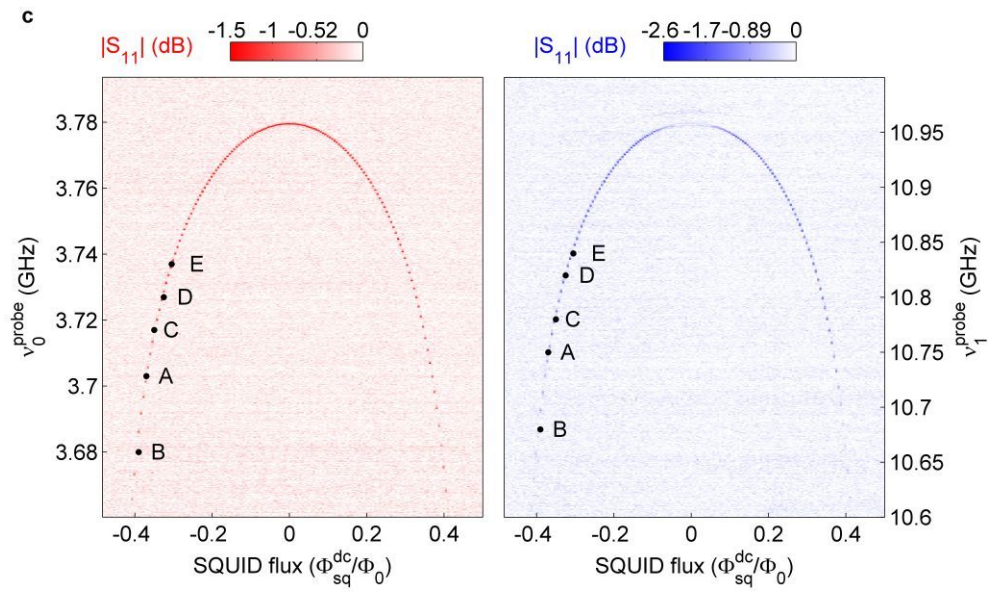 c
|S11| (dB)
-1.5 -1 -0.52 0
|S11| (dB)
-2.6 -1.7 -0.89 0
3.78
3.76
3.74
3.72
3.7
3.68
ν0probe (GHz)
E
D
C
A
B
-0.4 -0.2 0 0.2 0.4
SQUID flux (Φsqdc/Φ0)
E
D
C
A
B
10.95
10.9
10.85
10.8
10.75
10.7
10.65
10.6
ν1probe (GHz)
-0.4 -0.2 0 0.2 0.4
SQUID flux (Φsqdc/Φ0)